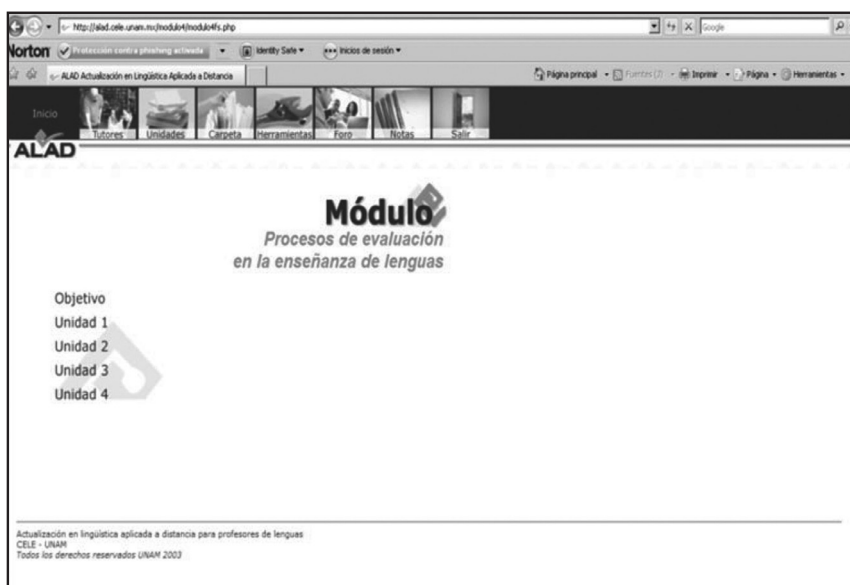 http://alad.cele.unam.mx/modulo4/modulo4fs.php
Google
Norton Protección contra phishing activada Identity Safe Inicios de sesión
ALAD Actualización en Lingüística Aplicada a Distancia
Página principal Fuentes (J) Imprimir Página Herramientas
Inicio
Tutores Unidades Carpeta Herramientas Foro Notas Salir
ALAD
Módulo
Procesos de evaluación
en la enseñanza de lenguas
Objetivo
Unidad 1
Unidad 2
Unidad 3
Unidad 4
Actualización en lingüística aplicada a distancia para profesores de lenguas
CELE - UNAM
Todos los derechos reservados UNAM 2003